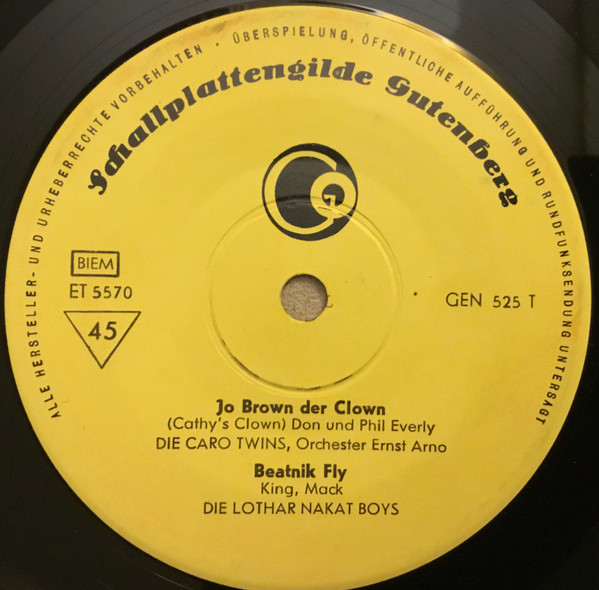 ALLE HERSTELLER- UND URHEBERRECHTE VORBEHALTEN · ÜBERSPIELUNG, ÖFFENTLICHE AUFFÜHRUNG UND RUNDFUNKSENDUNG UNTERSAGT
Schallplattengilde Gutenberg
GG
BIEM
ET 5570
45
GEN 525 T
Jo Brown der Clown
(Cathy's Clown) Don und Phil Everly
DIE CARO TWINS, Orchester Ernst Arno
Beatnik Fly
King, Mack
DIE LOTHAR NAKAT BOYS